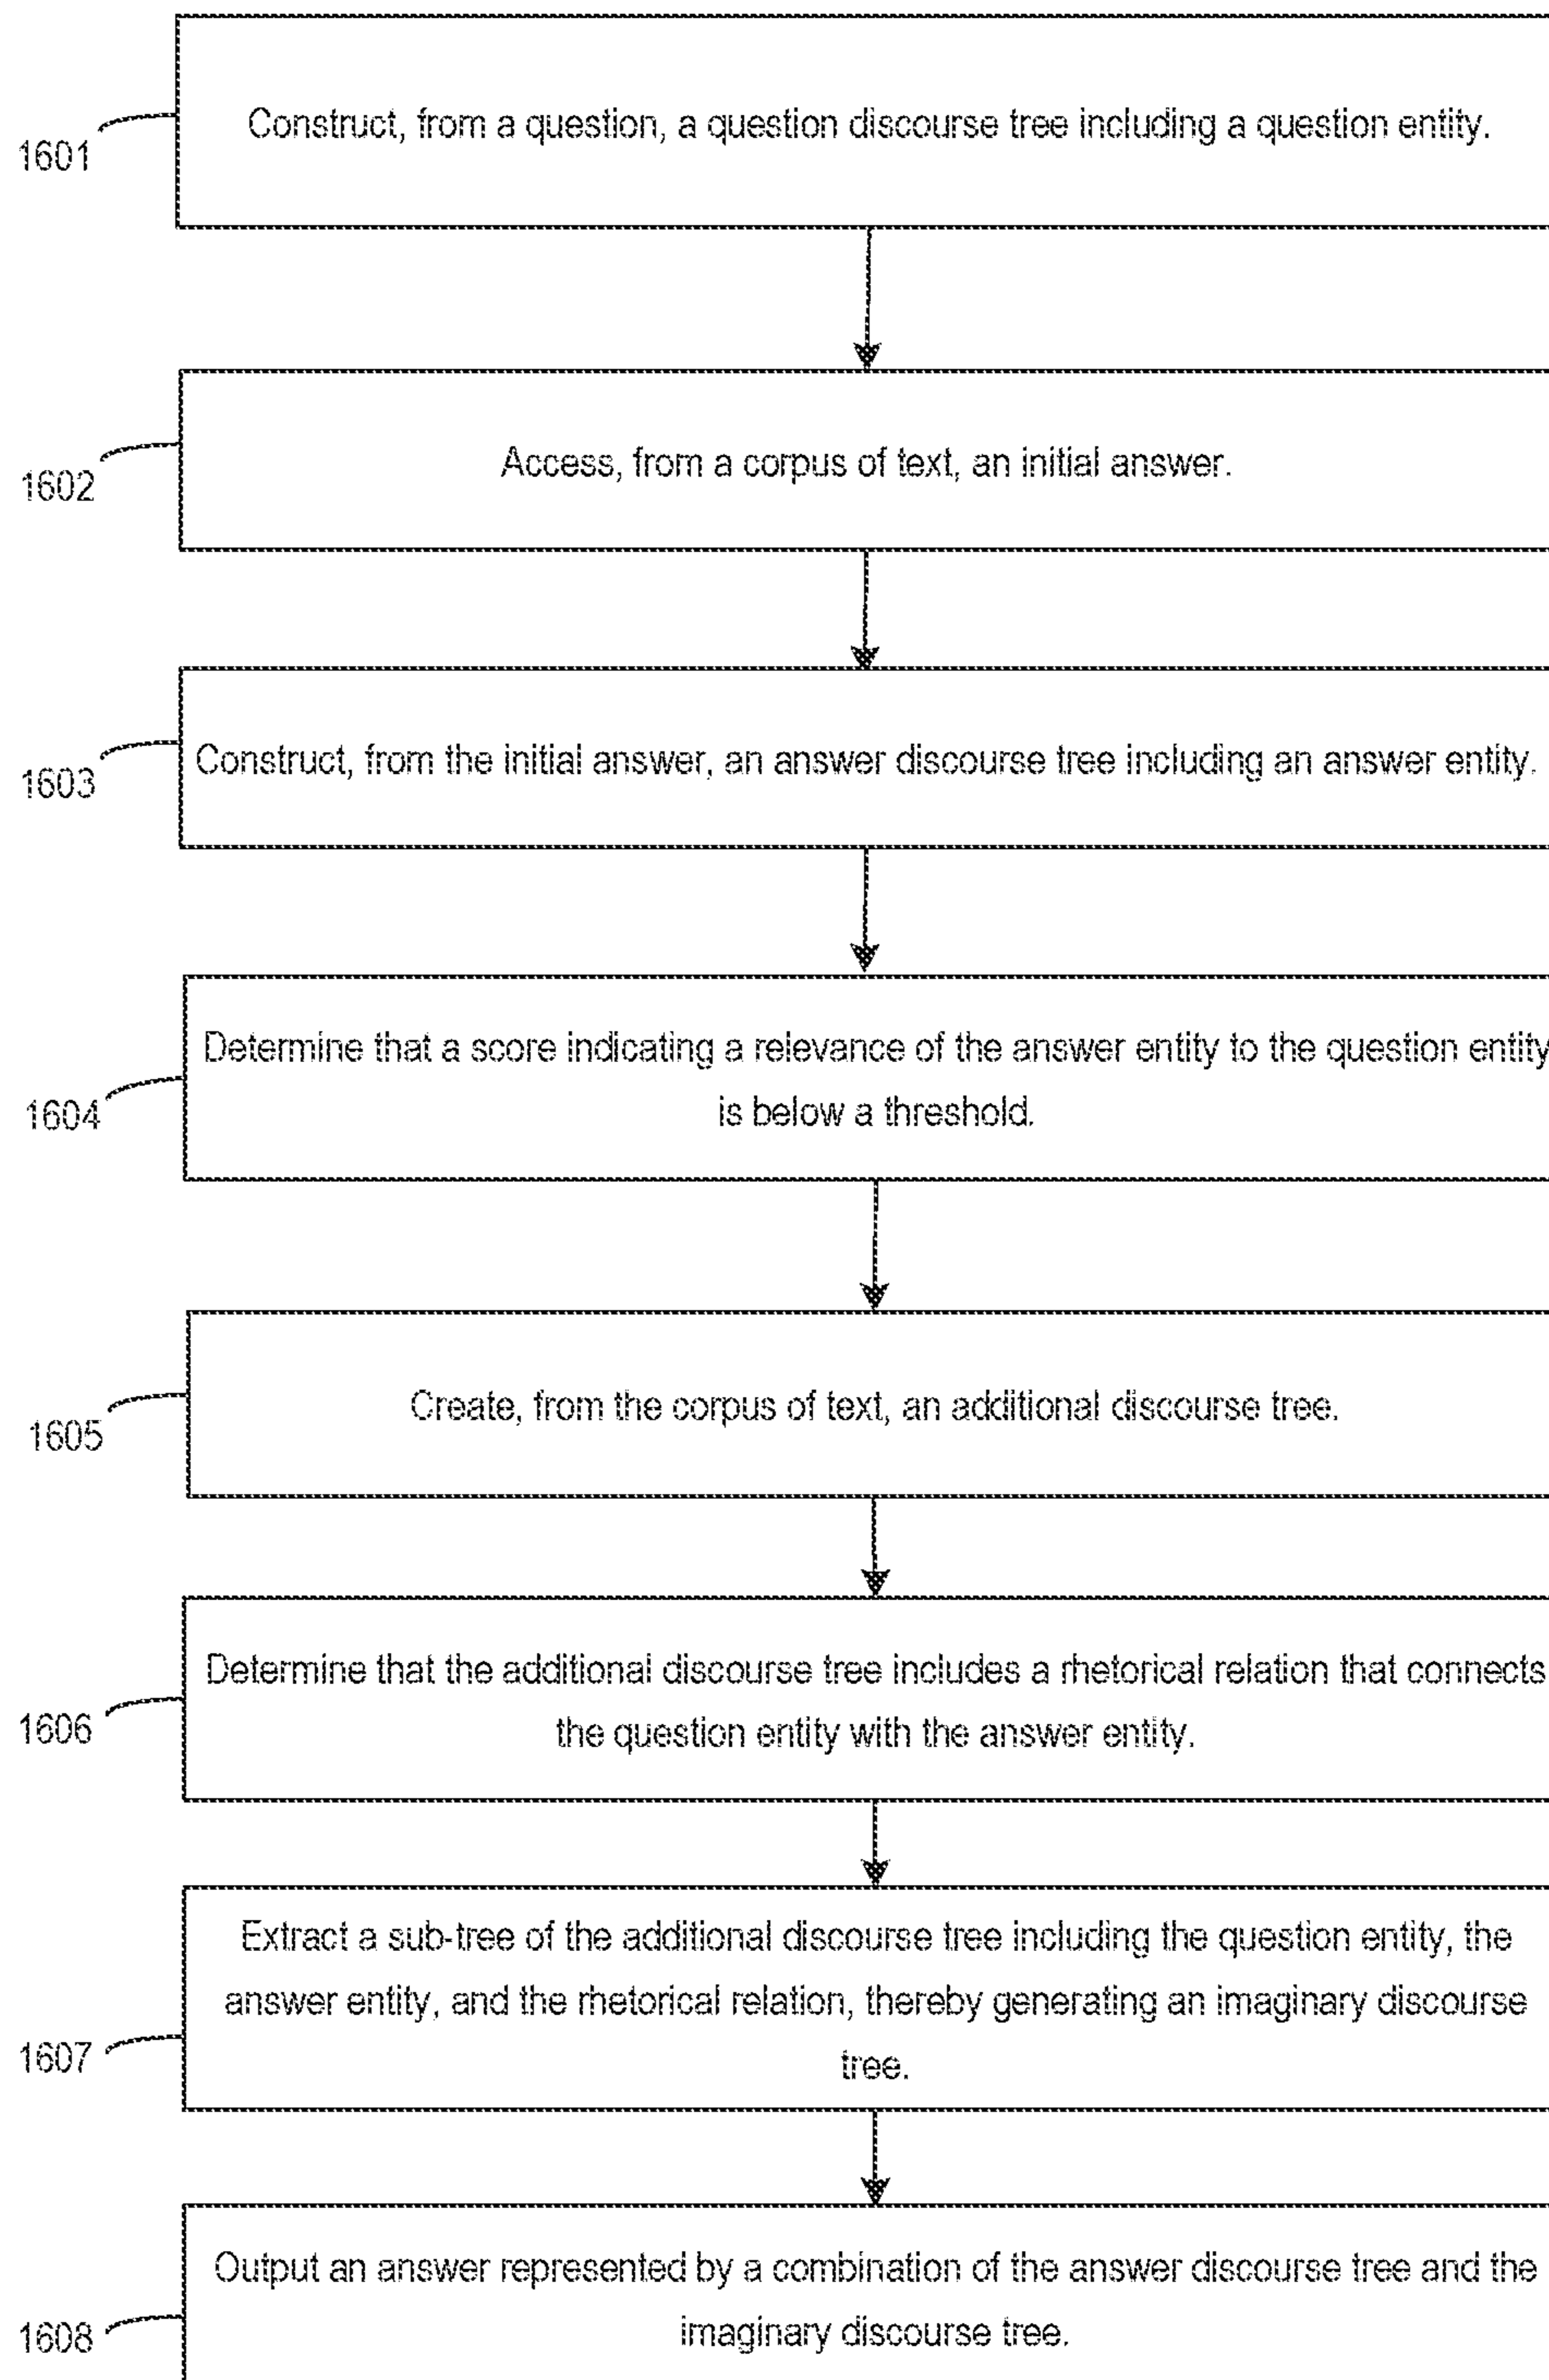 Construct, from a question, a question discourse tree including a question entity.
1601
Access, from a corpus of text, an initial answer.
1602
Construct, from the initial answer, an answer discourse tree including an answer entity.
1603
Determine that a score indicating a relevance of the answer entity to the question entity
is below a threshold.
1604
Create, from the corpus of text, an additional discourse tree.
1605
Determine that the additional discourse tree includes a rhetorical relation that connects
the question entity with the answer entity.
1606
Extract a sub-tree of the additional discourse tree including the question entity, the
answer entity, and the rhetorical relation, thereby generating an imaginary discourse
tree.
1607
Output an answer represented by a combination of the answer discourse tree and the
imaginary discourse tree.
1608